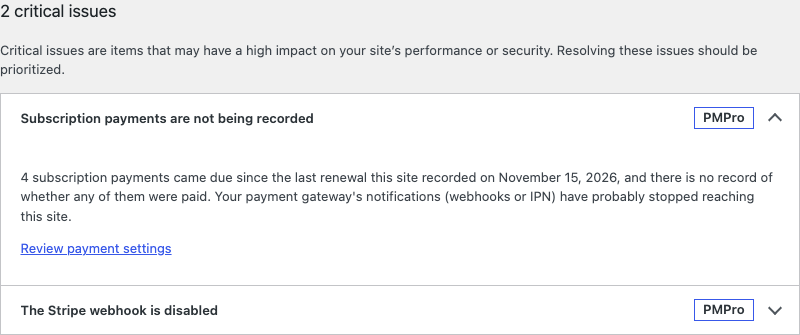 2 critical issues
Critical issues are items that may have a high impact on your site's performance or security. Resolving these issues should be
prioritized.
Subscription payments are not being recorded
PMPro
4 subscription payments came due since the last renewal this site recorded on November 15, 2026, and there is no record of
whether any of them were paid. Your payment gateway's notifications (webhooks or IPN) have probably stopped reaching
this site.
Review payment settings
The Stripe webhook is disabled
PMPro